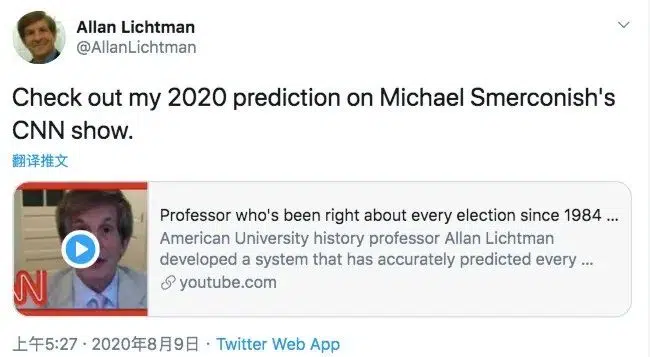 Allan Lichtman
@AllanLichtman
Check out my 2020 prediction on Michael Smerconish's
CNN show.
翻译推文
N
Professor who's been right about every election since 1984 ...
American University history professor Allan Lichtman
developed a system that has accurately predicted every ...
youtube.com
上午5:27 · 2020年8月9日 · Twitter Web App